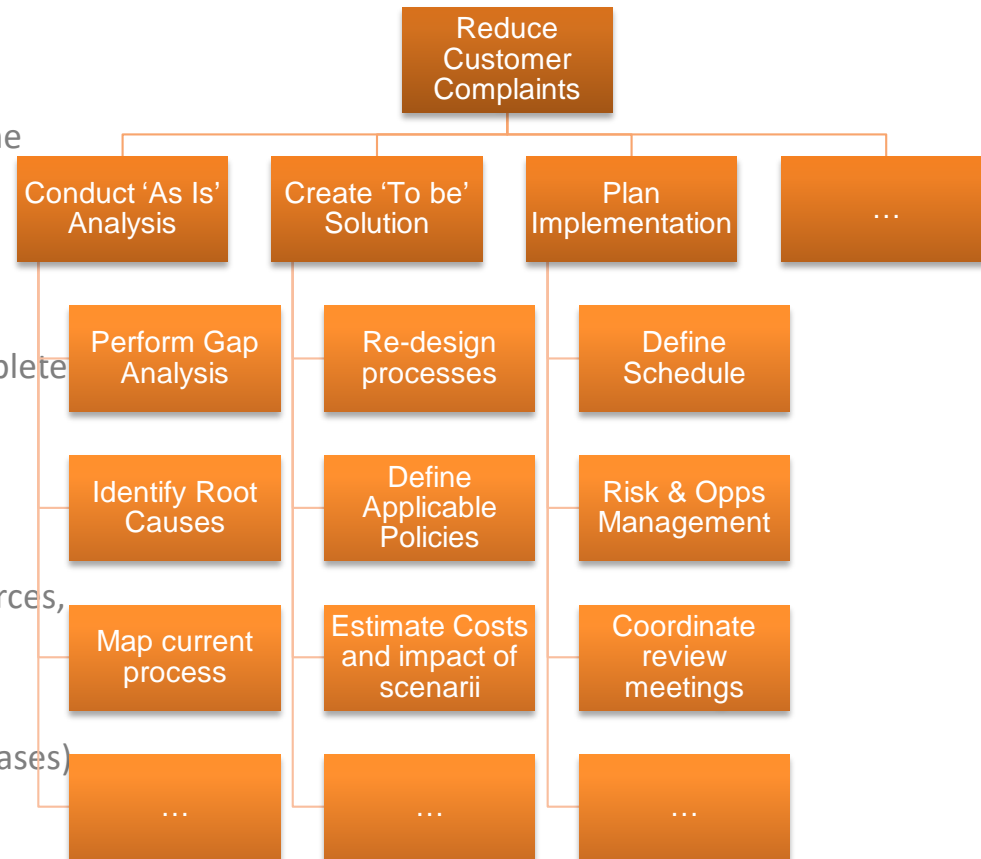 Reduce
Customer
Complaints
Conduct ‘As Is’
Analysis
Create ‘To be’
Solution
Plan
Implementation
…
Perform Gap
Analysis
Identify Root
Causes
Map current
process
…
Re-design
processes
Define
Applicable
Policies
Estimate Costs
and impact of
scenarii
…
Define
Schedule
Risk & Opps
Management
Coordinate
review
meetings
…